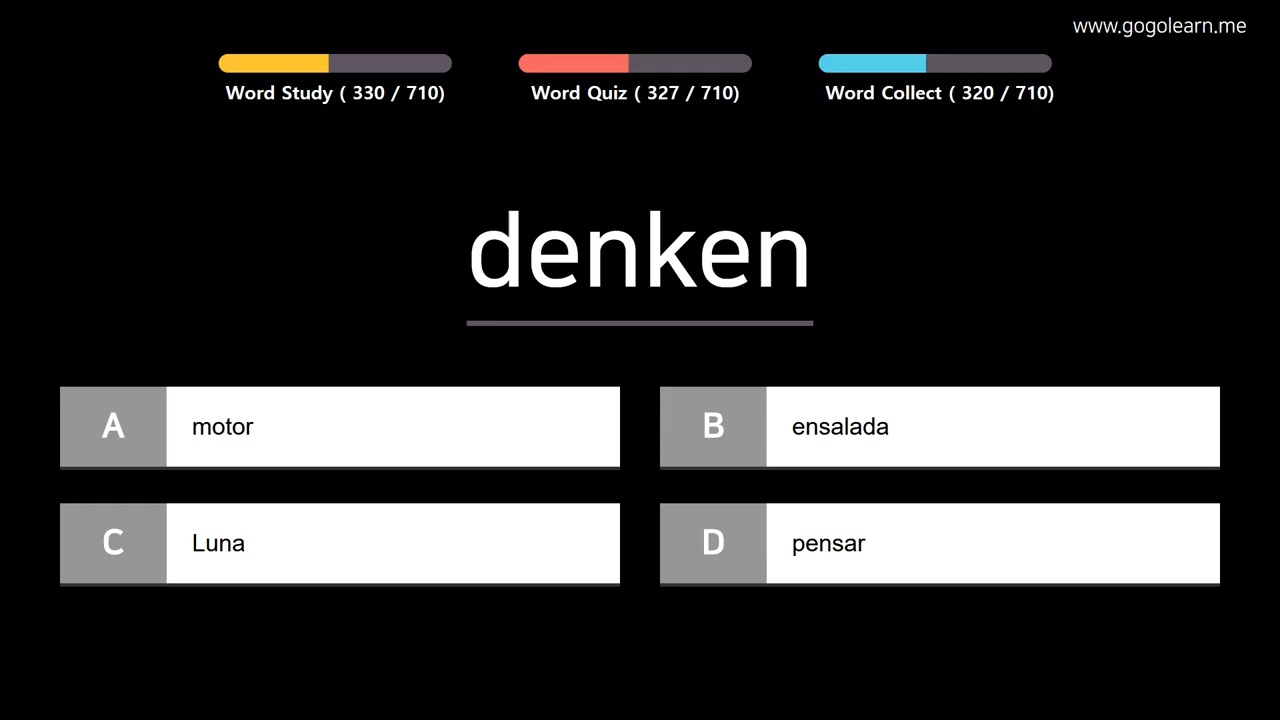 www.gogolearn.me
Word Study ( 330 / 710)
Word Quiz ( 327 / 710)
Word Collect ( 320 / 710)
denken
A motor
B ensalada
C Luna
D pensar